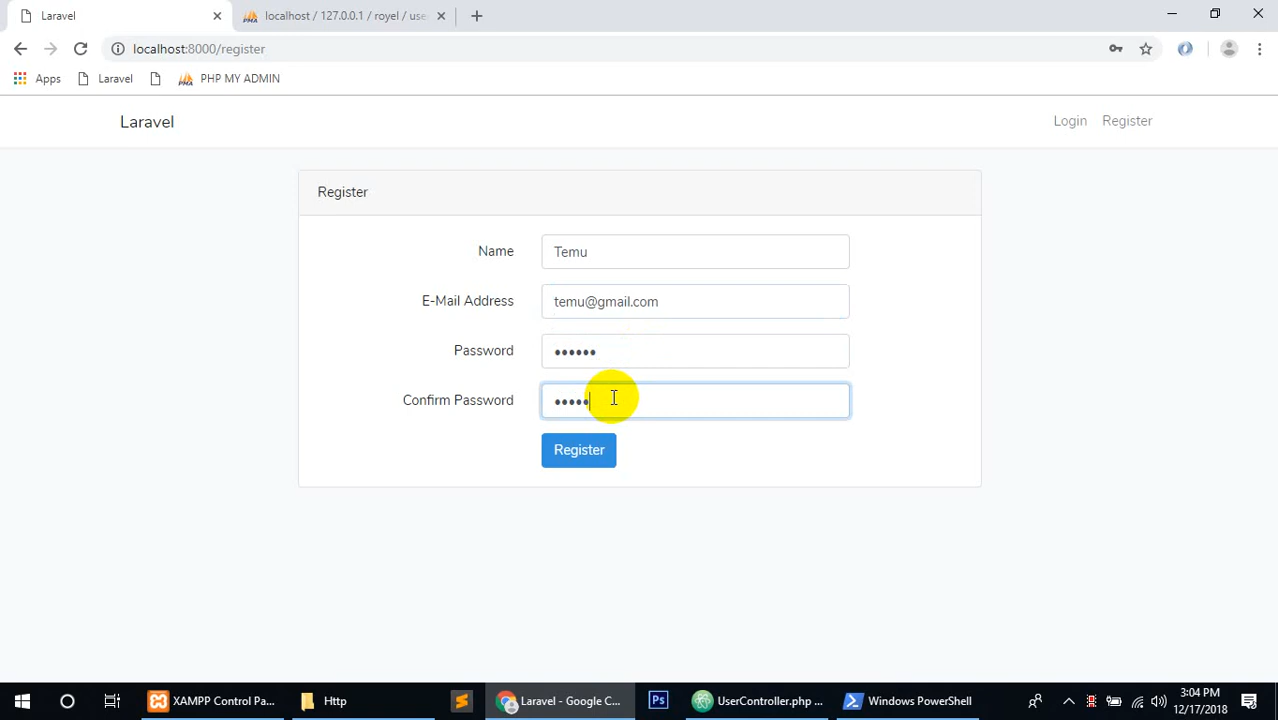 Laravel
localhost / 127.0.0.1 / royel / use
localhost:8000/register
Apps
Laravel
PHP MY ADMIN
Laravel
Login
Register
Register
Name
Temu
E-Mail Address
temu@gmail.com
Password
••••••
Confirm Password
•••••
Register
XAMPP Control Pa...
Http
Ps
Laravel - Google C...
UserController.php ...
Windows PowerShell
3:04 PM
12/17/2018